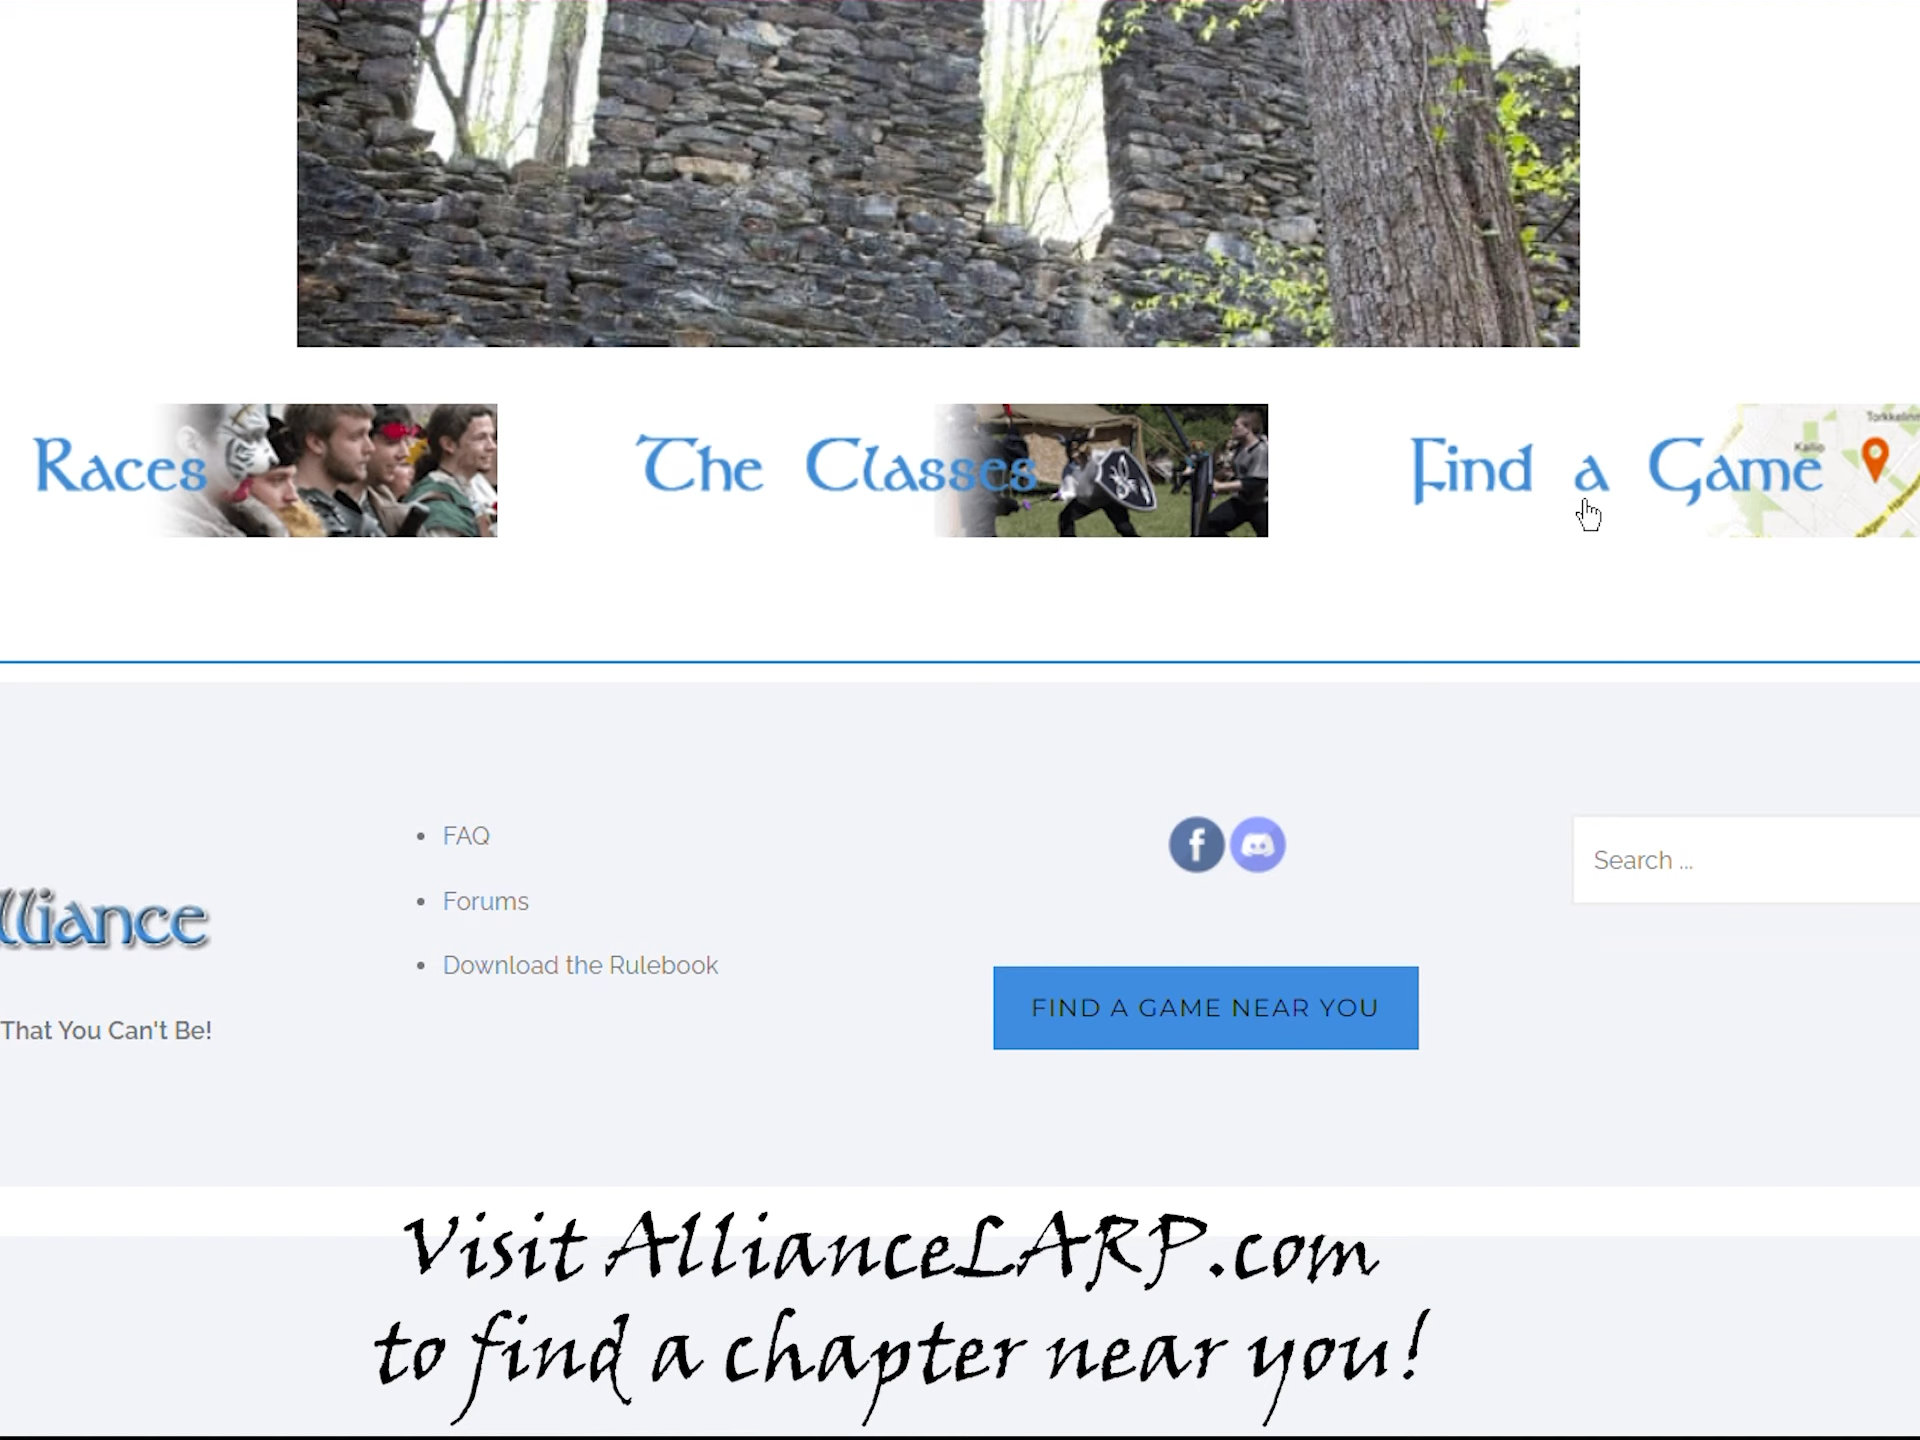 Races
The Classes
Find a Game
FAQ
Forums
Download the Rulebook
lliance
That You Can't Be!
FIND A GAME NEAR YOU
Search ...
Visit AllianceLARP.com
to find a chapter near you!